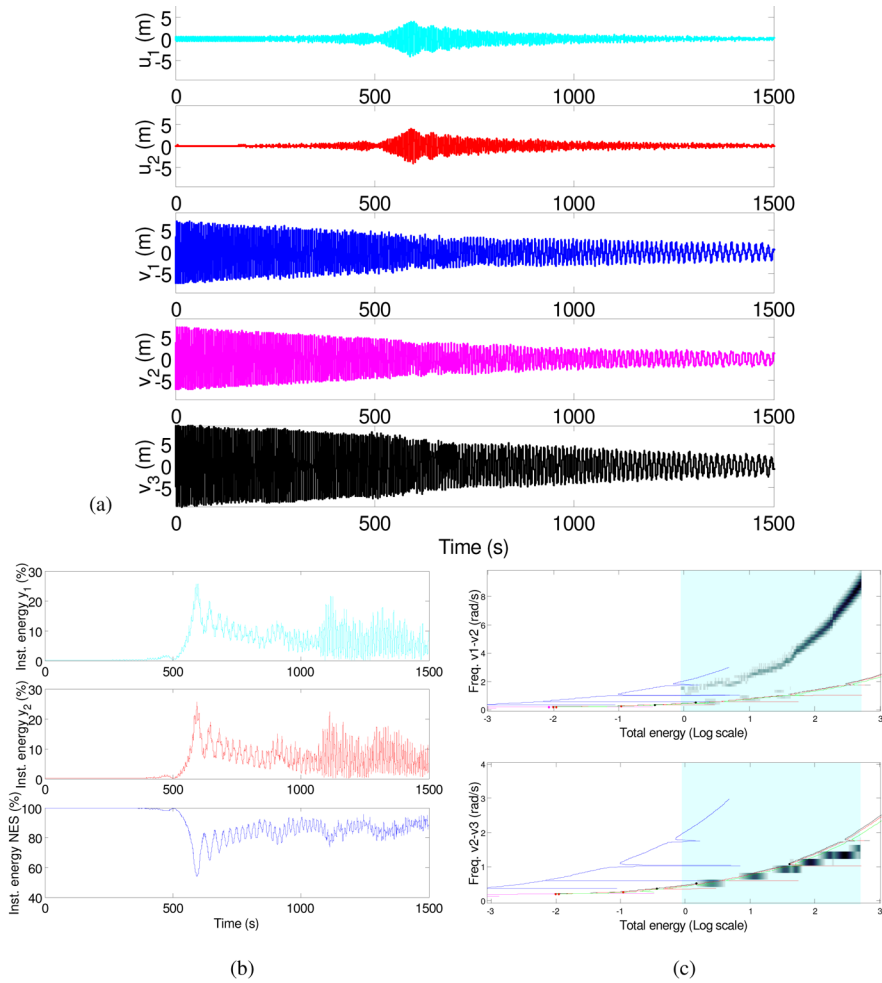 5
0
-5
u1 (m)
0 500 1000 1500
5
0
-5
u2 (m)
0 500 1000 1500
5
0
-5
v1 (m)
0 500 1000 1500
5
0
-5
v2 (m)
0 500 1000 1500
5
0
-5
v3 (m)
(a)
0 500 1000 1500
Time (s)
Inst. energy y1 (%)
30
20
10
0
0 500 1000 1500
Inst. energy y2 (%)
30
20
10
0
0 500 1000 1500
Inst. energy NES (%)
100
80
60
40
0 500 1000 1500
Time (s)
(b)
Freq. v1-v2 (rad/s)
8
6
4
2
0
-3 -2 -1 0 1 2 3
Total energy (Log scale)
Freq. v2-v3 (rad/s)
4
3
2
1
0
-3 -2 -1 0 1 2 3
Total energy (Log scale)
(c)